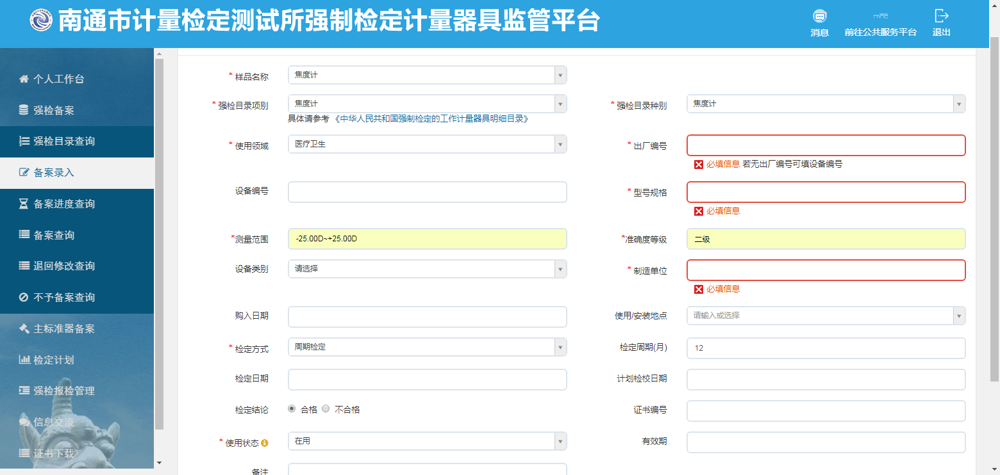 南通市计量检定测试所强制检定计量器具监管平台
消息
前往公共服务平台
退出
个人工作台
强检备案
强检目录查询
备案录入
备案进度查询
备案查询
退回修改查询
不予备案查询
主标准器备案
检定计划
强检报检管理
信息交流
证书下载
* 样品名称 焦度计
* 强检目录项别 焦度计 * 强检目录种别 焦度计
具体请参考 《中华人民共和国强制检定的工作计量器具明细目录》
* 使用领域 医疗卫生 * 出厂编号
必填信息 若无出厂编号可填设备编号
设备编号 * 型号规格
必填信息
*测量范围 -25.00D~+25.00D *准确度等级 二级
设备类别 请选择 * 制造单位
必填信息
购入日期 使用/安装地点 请输入或选择
* 检定方式 周期检定 检定周期(月) 12
检定日期 计划检校日期
检定结论 合格 不合格 证书编号
* 使用状态 在用 有效期
备注